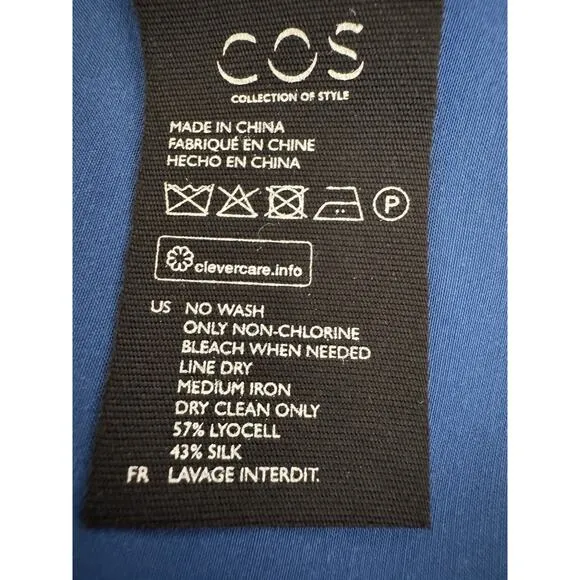 COS
COLLECTION OF STYLE
MADE IN CHINA
FABRIQUÉ EN CHINE
HECHO EN CHINA
P
clevercare.info
US NO WASH
ONLY NON-CHLORINE
BLEACH WHEN NEEDED
LINE DRY
MEDIUM IRON
DRY CLEAN ONLY
57% LYOCELL
43% SILK
FR LAVAGE INTERDIT.